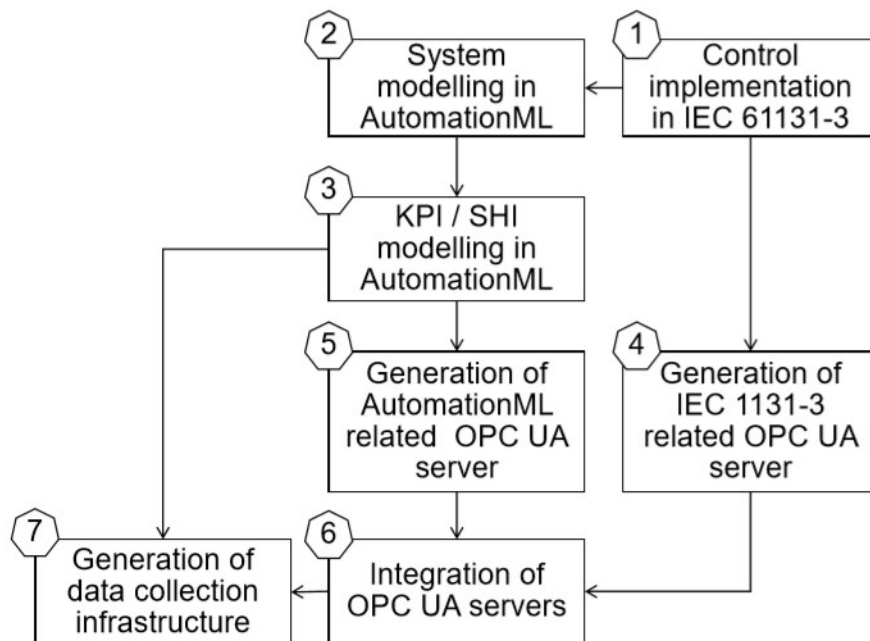 2
System
modelling in
AutomationML
1
Control
implementation
in IEC 61131-3
3
KPI / SHI
modelling in
AutomationML
5
Generation of
AutomationML
related OPC UA
server
4
Generation of
IEC 1131-3
related OPC UA
server
7
Generation of
data collection
infrastructure
6
Integration of
OPC UA servers